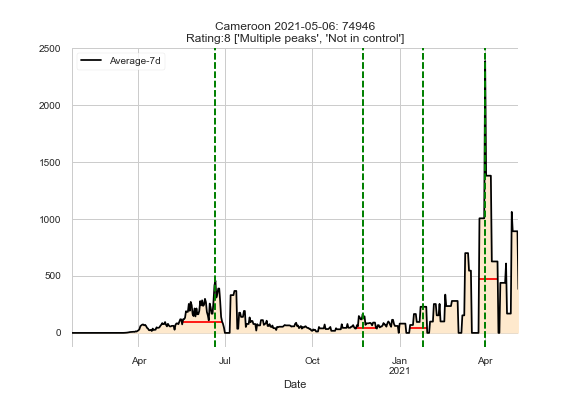 Cameroon 2021-05-06: 74946
Rating:8 ['Multiple peaks', 'Not in control']
2500
Average-7d
2000
1500
1000
500
0
Apr
Jul
Oct
Jan
2021
Apr
Date